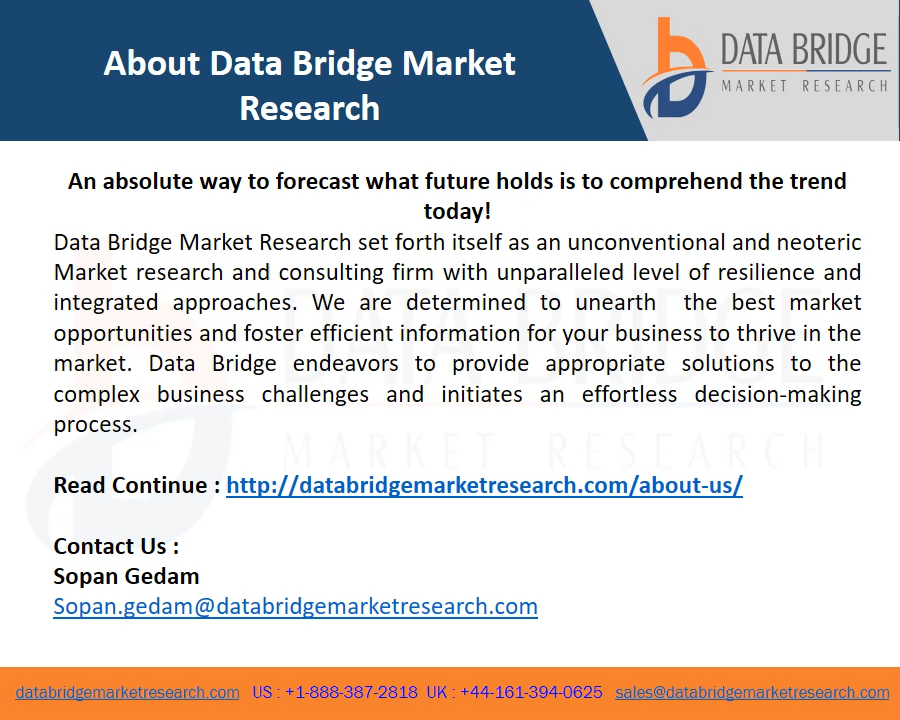 About Data Bridge Market
Research
DATA BRIDGE
MARKET RESEARCH
An absolute way to forecast what future holds is to comprehend the trend
today!
Data Bridge Market Research set forth itself as an unconventional and neoteric
Market research and consulting firm with unparalleled level of resilience and
integrated approaches. We are determined to unearth the best market
opportunities and foster efficient information for your business to thrive in the
market. Data Bridge endeavors to provide appropriate solutions to the
complex business challenges and initiates an effortless decision-making
process.
DATA BRIDGE
MARKET RESEARCH
Read Continue : http://databridgemarketresearch.com/about-us/
Contact Us :
Sopan Gedam
Sopan.gedam@databridgemarketresearch.com
databridgemarketresearch.com US : +1-888-387-2818 UK : +44-161-394-0625 sales@databridgemarketresearch.com